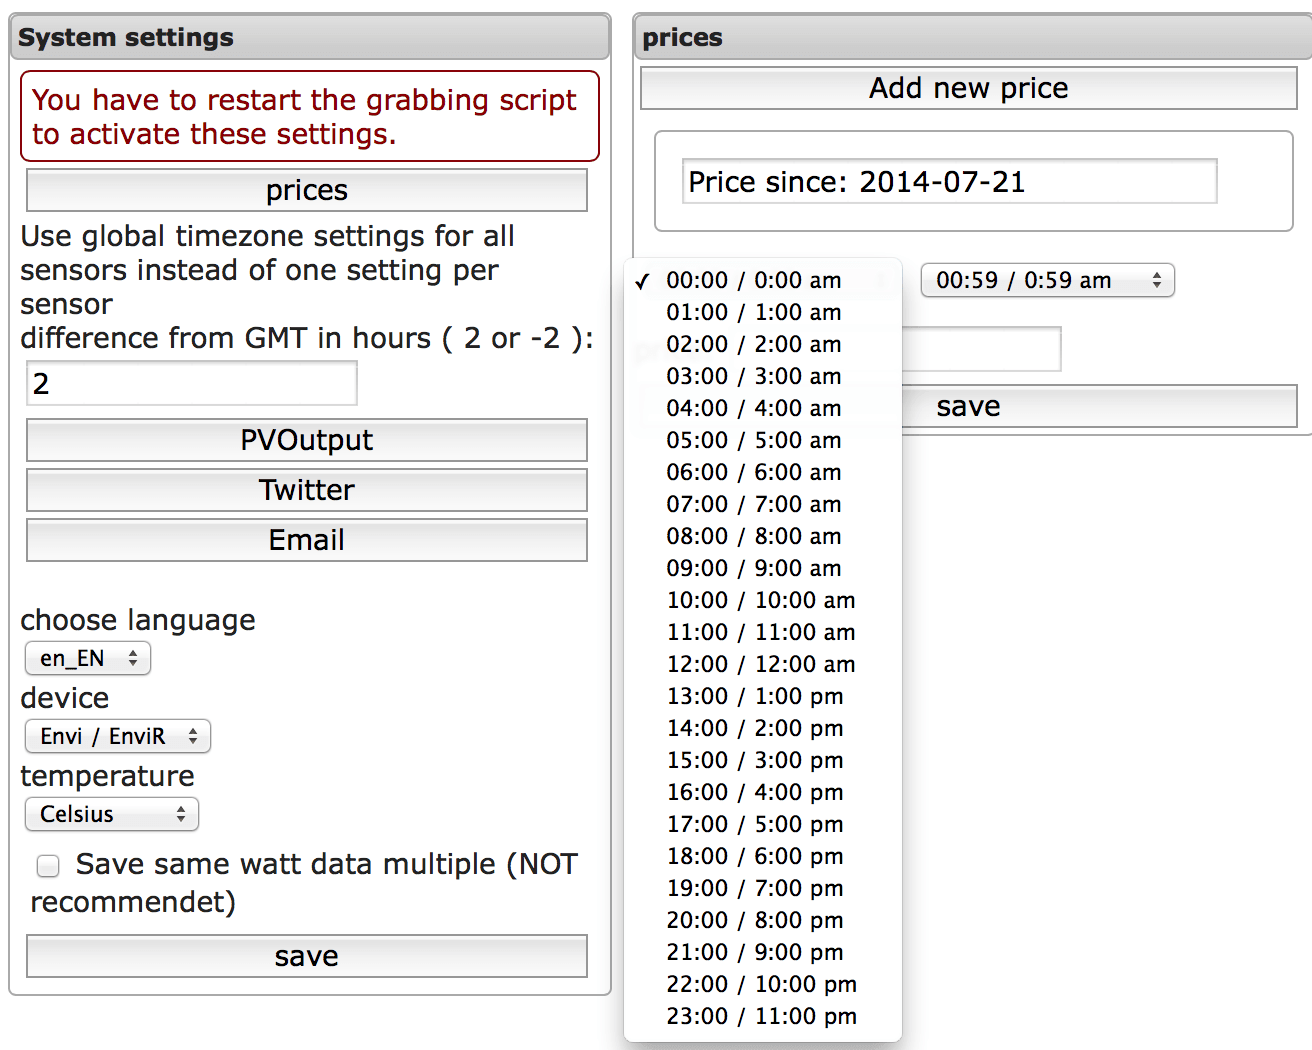 System settings
You have to restart the grabbing script
to activate these settings.
prices
Use global timezone settings for all
sensors instead of one setting per
sensor
difference from GMT in hours ( 2 or -2 ):
2
PVOutput
Twitter
Email
choose language
en_EN
device
Envi / EnviR
temperature
Celsius
Save same watt data multiple (NOT
recommendet)
save
prices
Add new price
Price since: 2014-07-21
✓ 00:00 / 0:00 am
01:00 / 1:00 am
02:00 / 2:00 am
03:00 / 3:00 am
04:00 / 4:00 am
05:00 / 5:00 am
06:00 / 6:00 am
07:00 / 7:00 am
08:00 / 8:00 am
09:00 / 9:00 am
10:00 / 10:00 am
11:00 / 11:00 am
12:00 / 12:00 am
13:00 / 1:00 pm
14:00 / 2:00 pm
15:00 / 3:00 pm
16:00 / 4:00 pm
17:00 / 5:00 pm
18:00 / 6:00 pm
19:00 / 7:00 pm
20:00 / 8:00 pm
21:00 / 9:00 pm
22:00 / 10:00 pm
23:00 / 11:00 pm
00:59 / 0:59 am
save